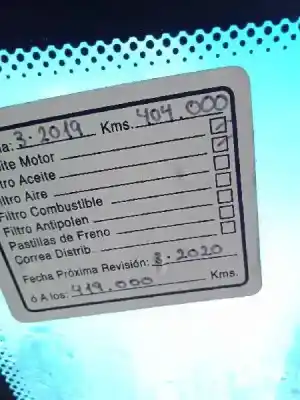 a: 3.2019 Kms. 404.000
ite Motor
tro Aceite
iltro Aire
Filtro Combustible
Filtro Antipolen
Pastillas de Freno
Correa Distrib.
Fecha Próxima Revisión: 3.2020
ó A los: 419.000 Kms.